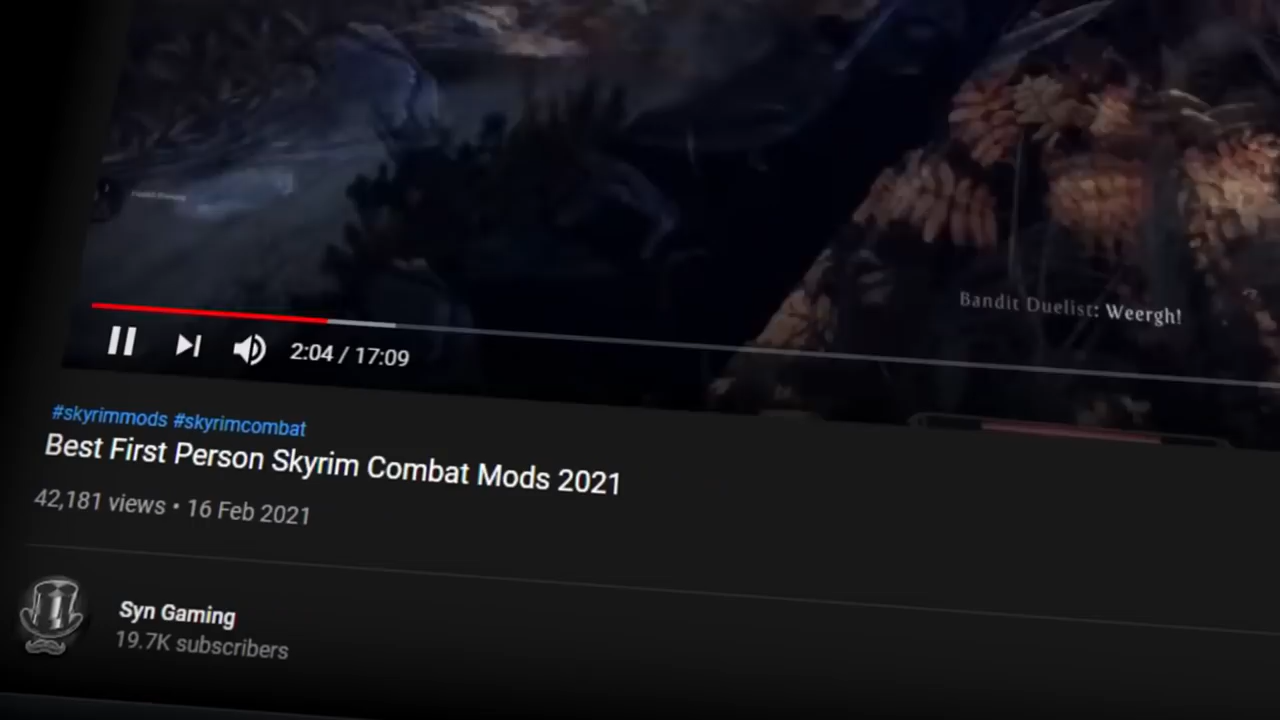 Bandit Duelist: Weergh!
2:04 / 17:09
#skyrimmods #skyrimcombat
Best First Person Skyrim Combat Mods 2021
42,181 views • 16 Feb 2021
Syn Gaming
19.7K subscribers